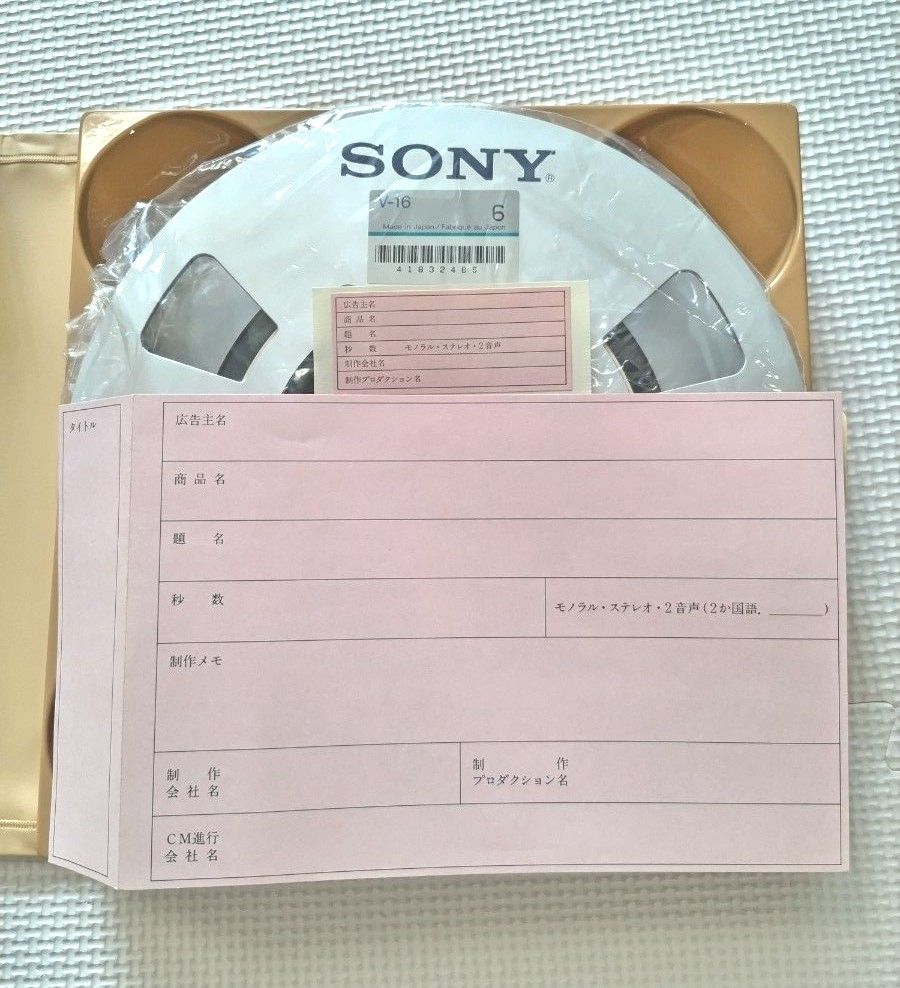 SONY®
V-16
6
Made in Japan / Fabriqué au Japon
41832465
広告主名
商品名
題名
秒数 モノラル・ステレオ・2音声
制作会社名
制作プロダクション名
タイトル
広告主名
商品名
題名
秒数
モノラル・ステレオ・2音声(2か国語, ______)
制作メモ
制作
会社名
制作
プロダクション名
CM進行
会社名